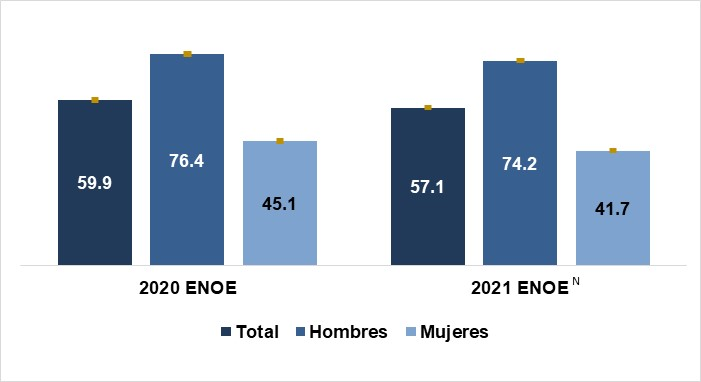 59.9
76.4
45.1
57.1
74.2
41.7
2020 ENOE
2021 ENOE N
Total Hombres Mujeres